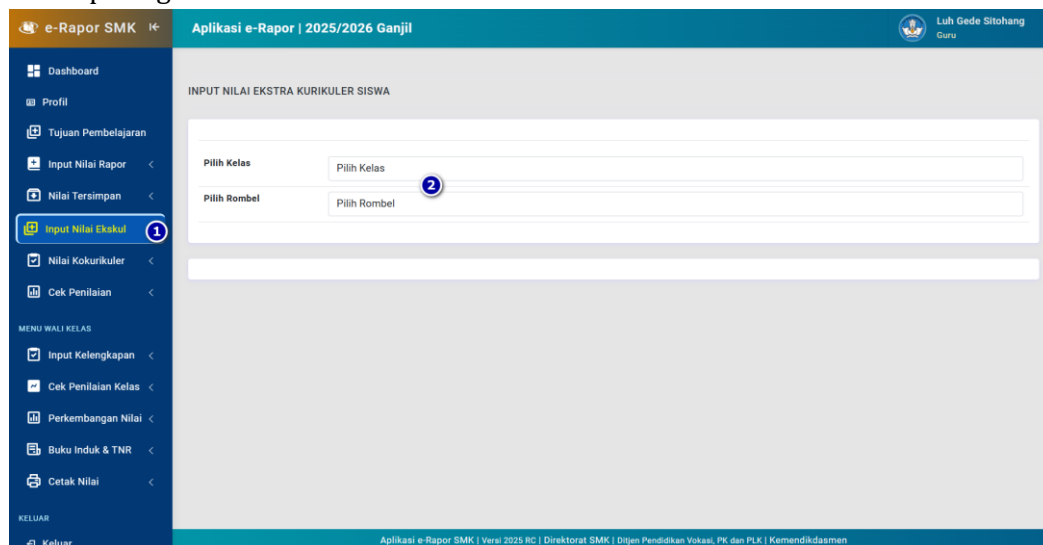 e-Rapor SMK
Aplikasi e-Rapor | 2025/2026 Ganjil
Luh Gede Sitohang
Guru
Dashboard
Profil
Tujuan Pembelajaran
Input Nilai Rapor
Nilai Tersimpan
Input Nilai Ekskul
1
Nilai Kokurikuler
Cek Penilaian
MENU WALI KELAS
Input Kelengkapan
Cek Penilaian Kelas
Perkembangan Nilai
Buku Induk & TNR
Cetak Nilai
KELUAR
Keluar
INPUT NILAI EKSTRA KURIKULER SISWA
Pilih Kelas
Pilih Kelas
2
Pilih Rombel
Pilih Rombel
Aplikasi e-Rapor SMK | Versi 2025 RC | Direktorat SMK | Ditjen Pendidikan Vokasi, PK dan PLK | Kemendikdasmen